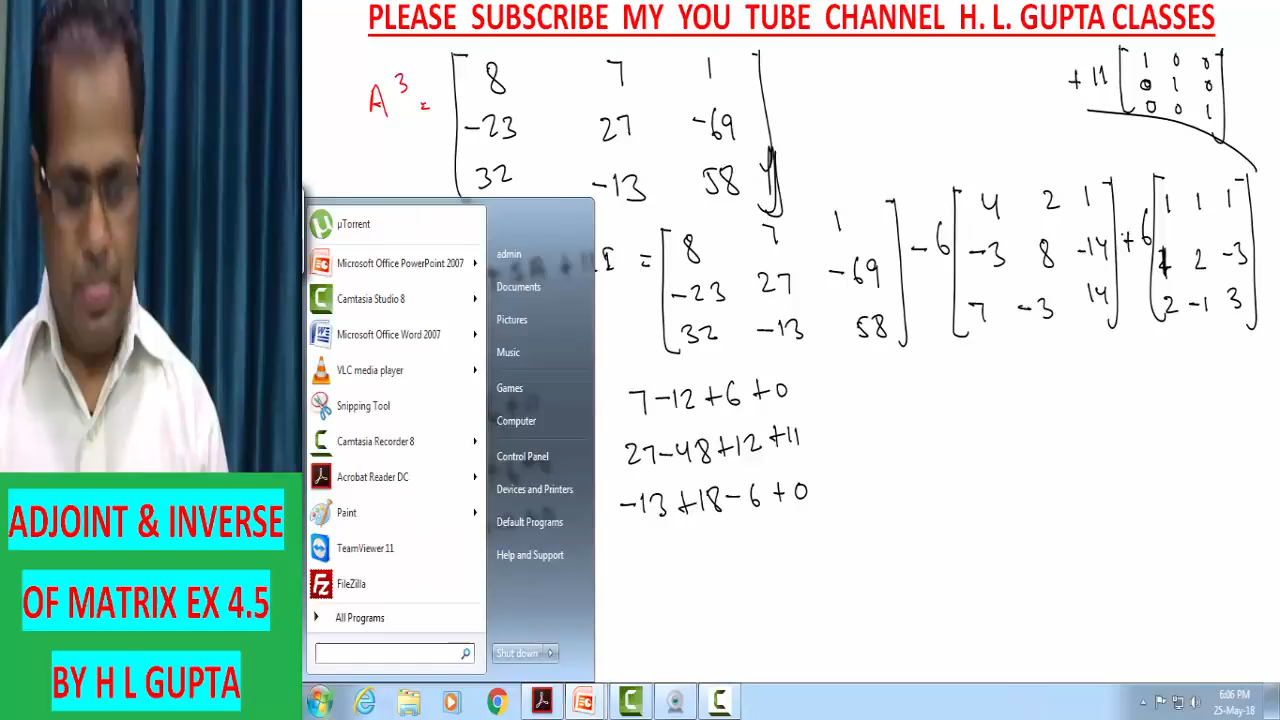 PLEASE SUBSCRIBE MY YOU TUBE CHANNEL H. L. GUPTA CLASSES
A³ = [ 8 7 1
-23 27 -69
32 -13 58 ]
+ 11 [ 1 0 0
0 1 0
0 0 1 ]
I = [ 8 7 1
-23 27 -69
32 -13 58 ]
- 6 [ 4 2 1
-3 8 -14
7 -3 14 ]
+ 6 [ 1 1 1
1 2 -3
2 -1 3 ]
7-12+6+0
27-48+12+11
-13+18-6+0
µTorrent
Microsoft Office PowerPoint 2007
Camtasia Studio 8
Microsoft Office Word 2007
VLC media player
Snipping Tool
Camtasia Recorder 8
Acrobat Reader DC
Paint
TeamViewer 11
FileZilla
All Programs
admin
Documents
Pictures
Music
Games
Computer
Control Panel
Devices and Printers
Default Programs
Help and Support
Shut down
ADJOINT & INVERSE
OF MATRIX EX 4.5
BY H L GUPTA
6:06 PM
25-May-18